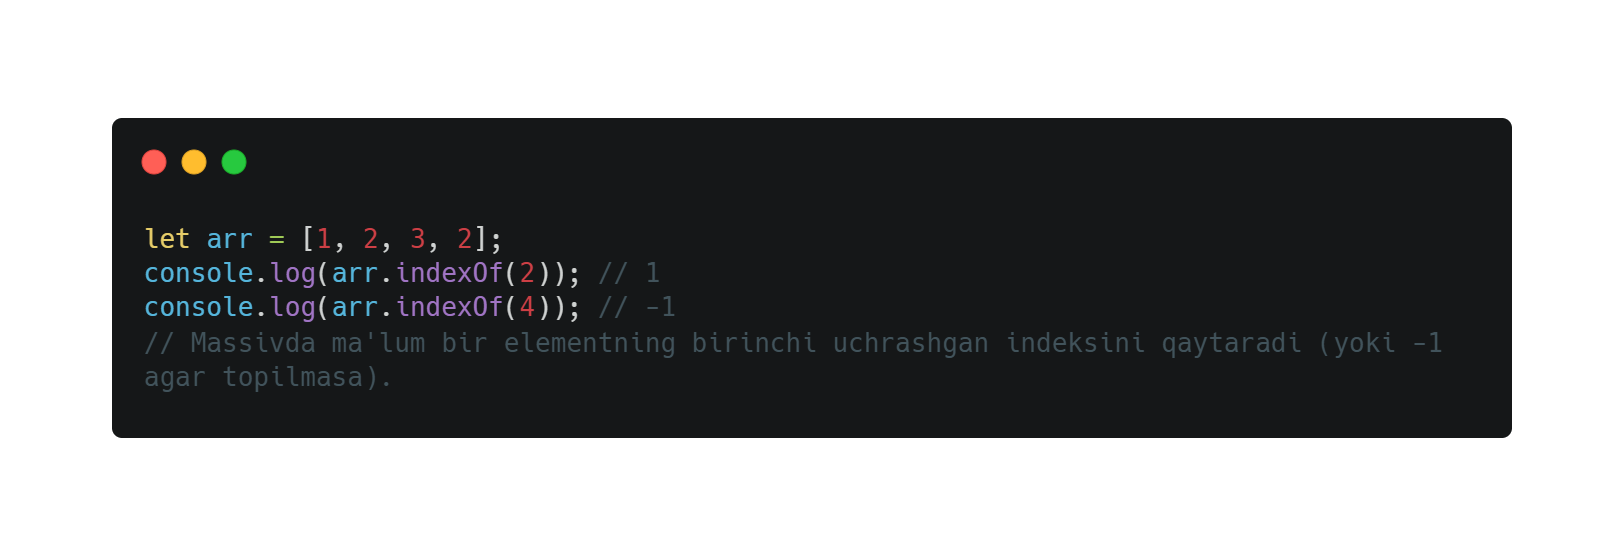 let arr = [1, 2, 3, 2];
console.log(arr.indexOf(2)); // 1
console.log(arr.indexOf(4)); // -1
// Massivda ma'lum bir elementning birinchi uchrashgan indeksini qaytaradi (yoki -1
agar topilmasa).